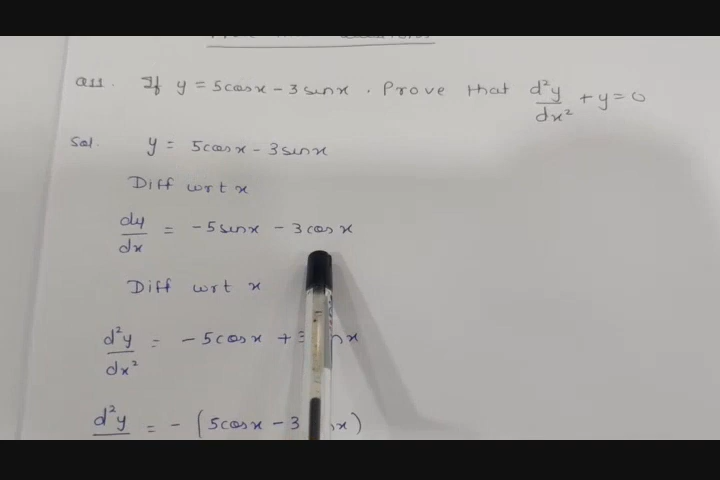 Q11. If y = 5cosx - 3sinx . Prove that d²y/dx² + y = 0
Sol. y = 5cosx - 3sinx
Diff wrt x
dy/dx = -5sinx - 3cosx
Diff wrt x
d²y/dx² = -5cosx + 3
d²y = - (5cosx - 3 x)